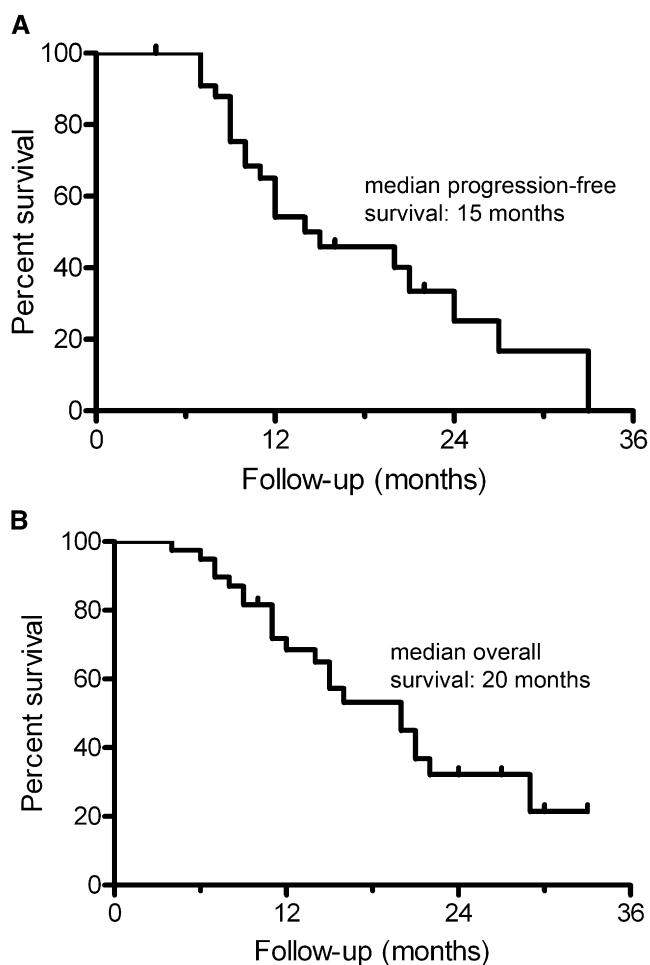 A
100
80
60
40
20
0
Percent survival
median progression-free
survival: 15 months
0 12 24 36
Follow-up (months)
B
100
80
60
40
20
0
Percent survival
median overall
survival: 20 months
0 12 24 36
Follow-up (months)